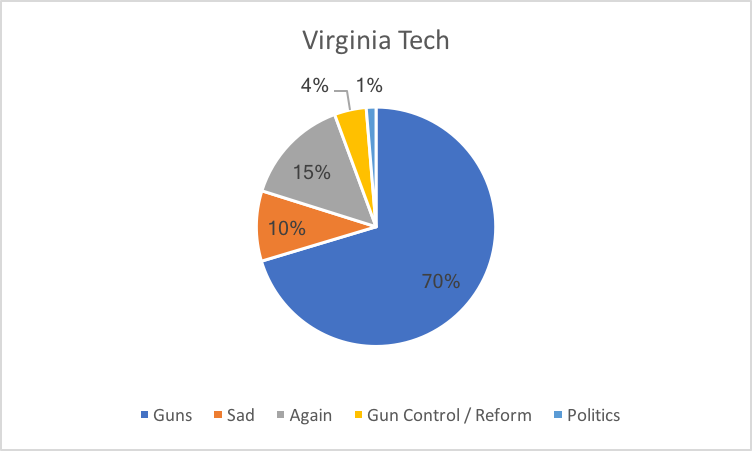 Virginia Tech
4% 1%
15%
10%
70%
Guns Sad Again Gun Control / Reform Politics